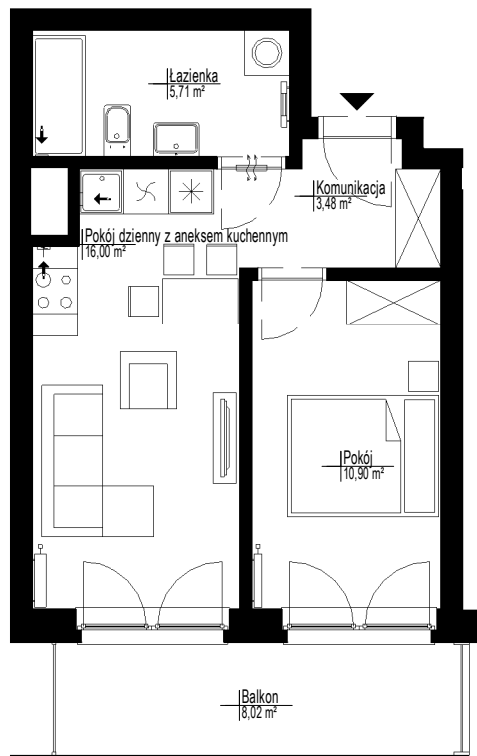 Łazienka
5,71 m²
Komunikacja
3,48 m²
Pokój dzienny z aneksem kuchennym
16,00 m²
Pokój
10,90 m²
Balkon
8,02 m²